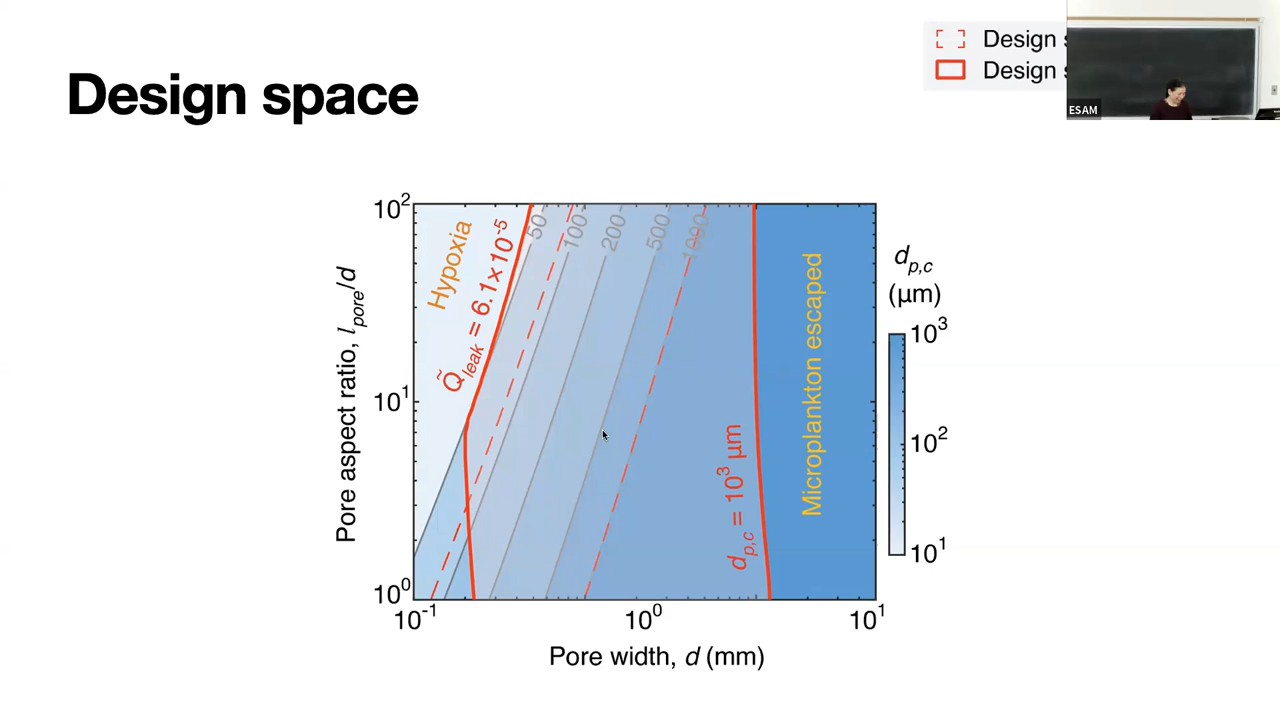 Design space
Design
Design
ESAM
10²
10¹
10⁰
Pore aspect ratio, l_pore/d
Hypoxia
Q̃_leak = 6.1×10⁻⁵
50
100
200
500
1000
d_p,c = 10³ µm
Microplankton escaped
d_p,c
(µm)
10³
10²
10¹
10⁻¹
10⁰
10¹
Pore width, d (mm)